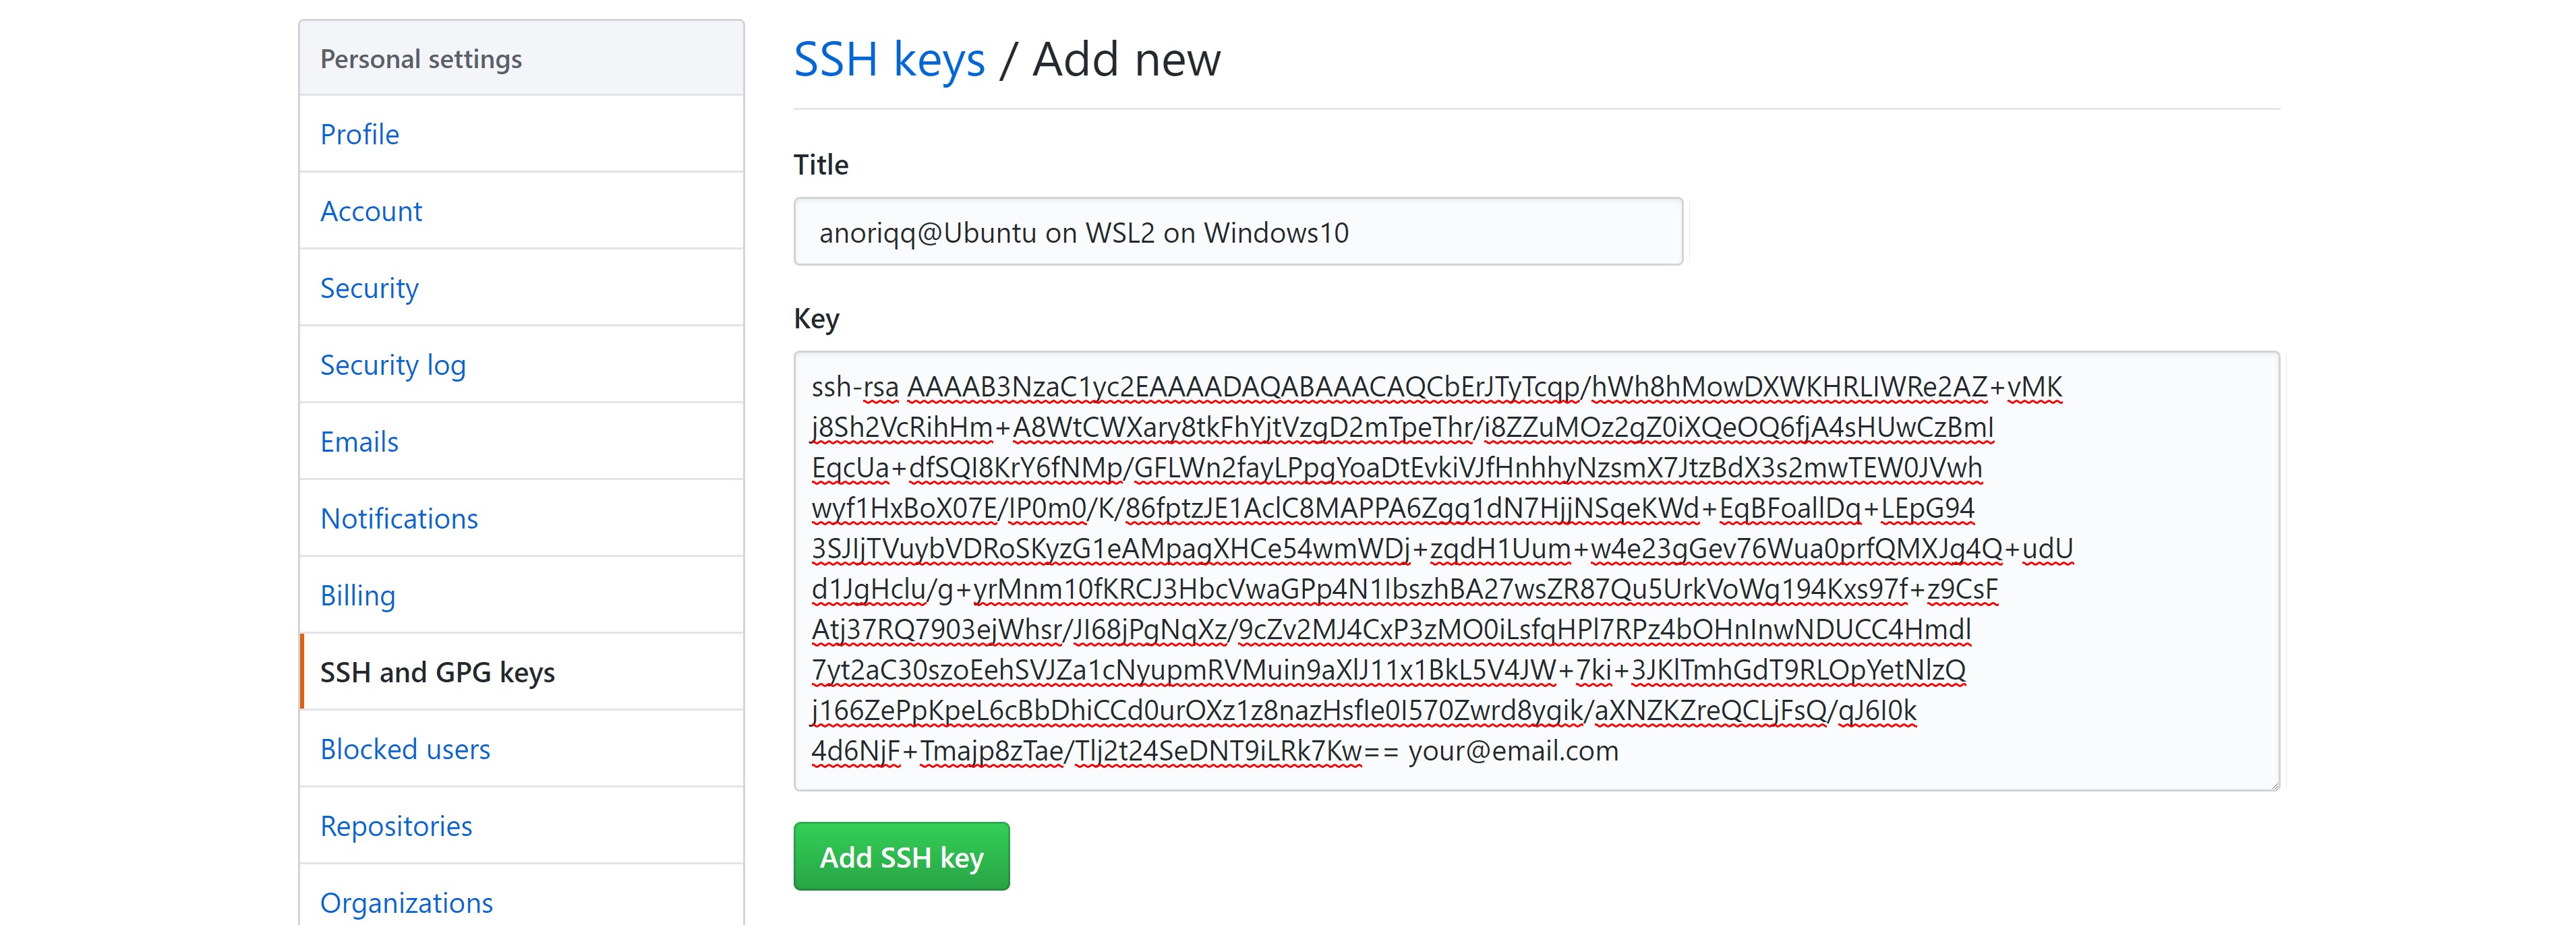 Personal settings
Profile
Account
Security
Security log
Emails
Notifications
Billing
SSH and GPG keys
Blocked users
Repositories
Organizations
SSH keys / Add new
Title
anoriqq@Ubuntu on WSL2 on Windows10
Key
ssh-rsa AAAAB3NzaC1yc2EAAAADAQABAAACAQCbErJTyTcqp/hWh8hMowDXWKHRLIWRe2AZ+vMK
j8Sh2VcRihHm+A8WtCWXary8tkFhYjtVzgD2mTpeThr/i8ZZuMOz2gZ0iXQeOQ6fjA4sHUwCzBmI
EqcUa+dfSQI8KrY6fNMp/GFLWn2fayLPpgYoaDtEvkiVJfHnhhyNzsmX7JtzBdX3s2mwTEW0JVwh
wyf1HxBoX07E/IP0m0/K/86fptzJE1AclC8MAPPA6Zgg1dN7HjjNSqeKWd+EqBFoalIDq+LEpG94
3SJIjTVuybVDRoSKyzG1eAMpagXHCe54wmWDj+zqdH1Uum+w4e23gGev76Wua0prfQMXJg4Q+udU
d1JgHclu/g+yrMnm10fKRCJ3HbcVwaGPp4N1IbszhBA27wsZR87Qu5UrkVoWg194Kxs97f+z9CsF
Atj37RQ7903ejWhsr/JI68jPgNqXz/9cZv2MJ4CxP3zMO0iLsfqHPl7RPz4bOHnInwNDUCC4Hmdl
7yt2aC30szoEehSVJZa1cNyupmRVMuin9aXlJ11x1BkL5V4JW+7ki+3JKlTmhGdT9RLOpYetNlzQ
j166ZePpKpeL6cBbDhiCCd0urOXz1z8nazHsfIe0I570Zwrd8yqik/aXNZKZreQCLjFsQ/qJ6I0k
4d6NjF+Tmajp8zTae/Tlj2t24SeDNT9iLRk7Kw== your@email.com
Add SSH key